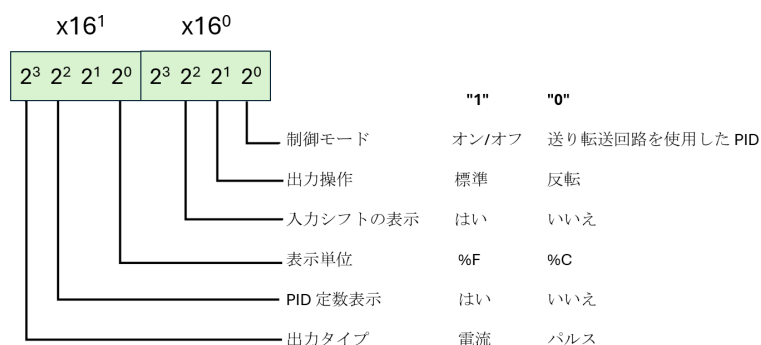 x16¹ x16⁰
2³ 2² 2¹ 2⁰ 2³ 2² 2¹ 2⁰
"1" "0"
制御モード オン/オフ 送り転送回路を使用した PID
出力操作 標準 反転
入力シフトの表示 はい いいえ
表示単位 %F %C
PID 定数表示 はい いいえ
出力タイプ 電流 パルス